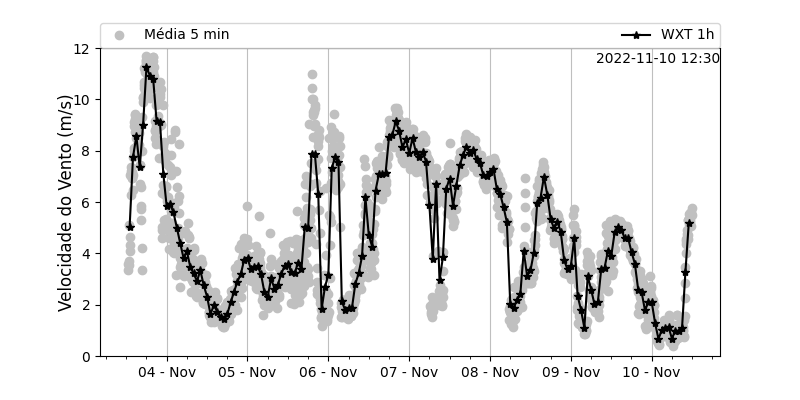 Média 5 min
WXT 1h
2022-11-10 12:30
Velocidade do Vento (m/s)
12
10
8
6
4
2
0
04 - Nov
05 - Nov
06 - Nov
07 - Nov
08 - Nov
09 - Nov
10 - Nov